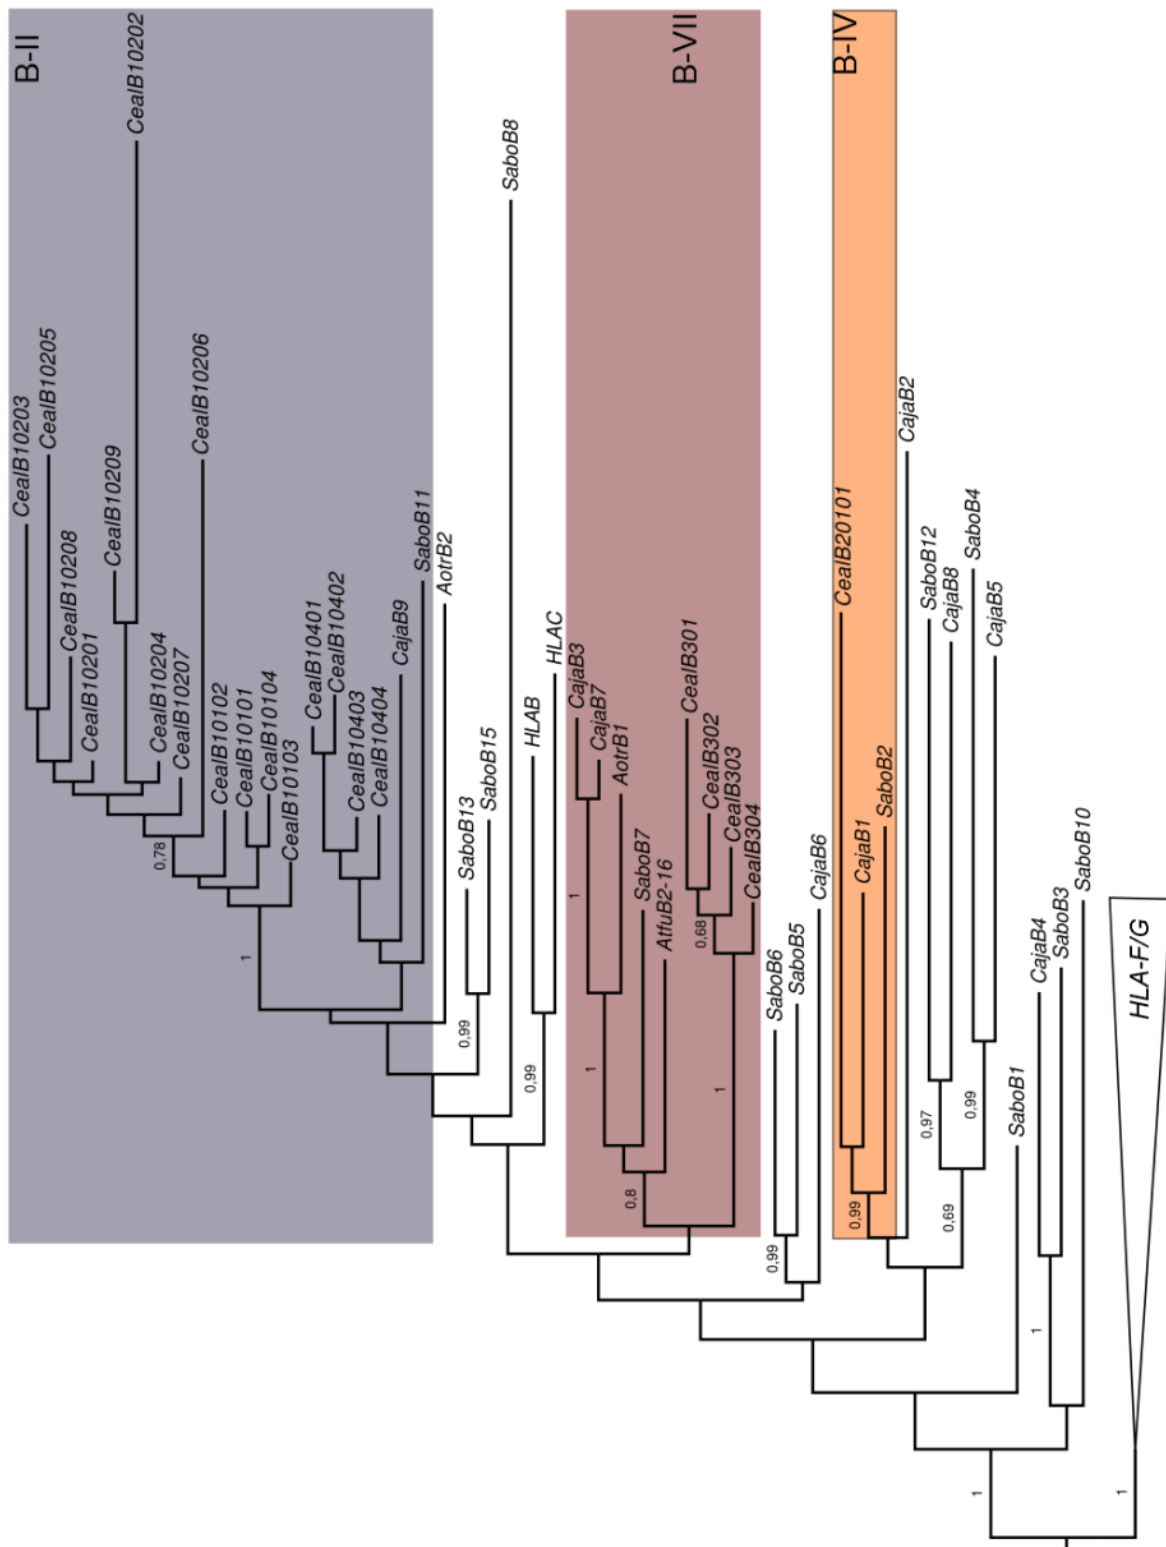 B-II
CealB10203
CealB10205
CealB10208
CealB10201
CealB10209
CealB10202
CealB10204
CealB10207
CealB10206
0,78
CealB10102
CealB10101
CealB10104
CealB10103
1
CealB10401
CealB10402
CealB10403
CealB10404
CajaB9
SaboB11
AotrB2
SaboB13
SaboB15
0,99
SaboB8
HLAB
HLAC
0,99
B-VII
CajaB3
CajaB7
1
AotrB1
1
SaboB7
AtfuB2-16
0,8
CealB301
CealB302
CealB303
0,68
CealB304
1
SaboB6
SaboB5
0,99
CajaB6
B-IV
CealB20101
CajaB1
SaboB2
0,99
CajaB2
SaboB12
CajaB8
0,97
SaboB4
CajaB5
0,99
0,69
SaboB1
CajaB4
SaboB3
1
SaboB10
1
HLA-F/G
1